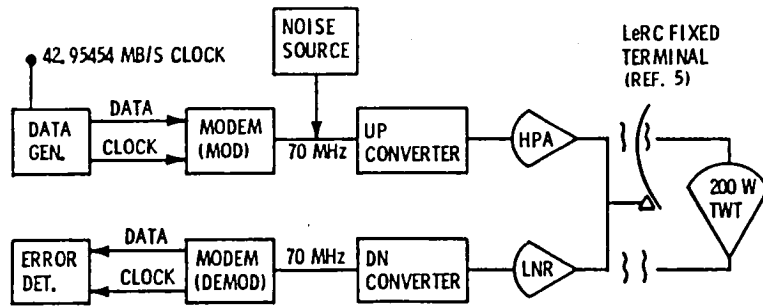 42.95454 MB/S CLOCK
NOISE
SOURCE
LeRC FIXED
TERMINAL
(REF. 5)
DATA
GEN.
DATA
CLOCK
MODEM
(MOD)
70 MHz
UP
CONVERTER
HPA
200 W
TWT
ERROR
DET.
DATA
CLOCK
MODEM
(DEMOD)
70 MHz
DN
CONVERTER
LNR